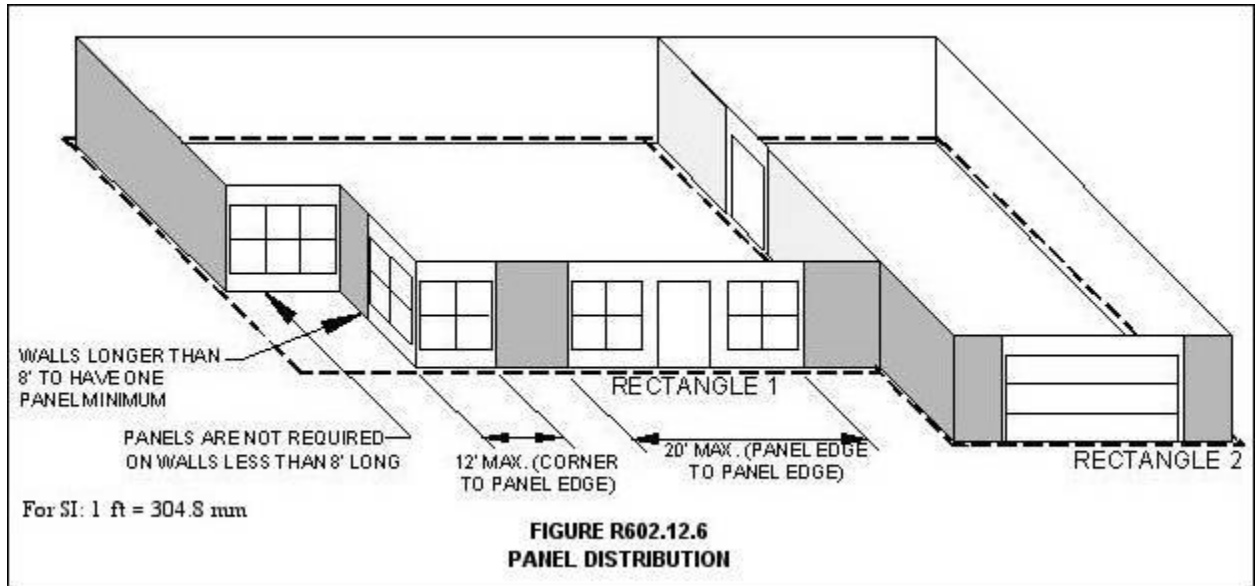 WALLS LONGER THAN
8' TO HAVE ONE
PANEL MINIMUM
PANELS ARE NOT REQUIRED
ON WALLS LESS THAN 8' LONG
RECTANGLE 1
12' MAX. (CORNER
TO PANEL EDGE)
20' MAX. (PANEL EDGE
TO PANEL EDGE)
RECTANGLE 2
For SI: 1 ft = 304.8 mm
FIGURE R602.12.6
PANEL DISTRIBUTION